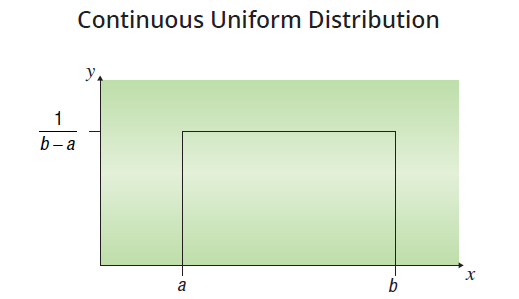 Continuous Uniform Distribution
y
1
b – a
a
b
x